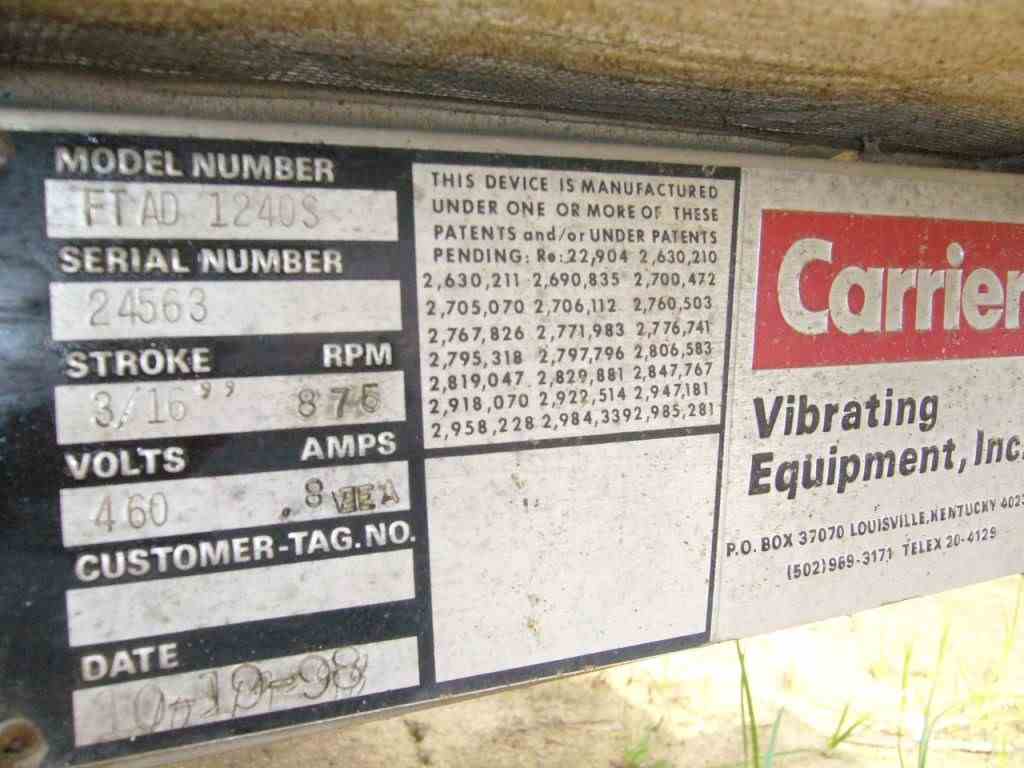 MODEL NUMBER
FTAD 1240S
SERIAL NUMBER
24563
STROKE RPM
3/16" 875
VOLTS AMPS
460 .8
CUSTOMER-TAG.NO.
DATE
10-10-98
THIS DEVICE IS MANUFACTURED
UNDER ONE OR MORE OF THESE
PATENTS and/or UNDER PATENTS
PENDING: Re:22,904 2,630,210
2,630,211 2,690,835 2,700,472
2,705,070 2,706,112 2,760,503
2,767,826 2,771,983 2,776,741
2,795,318 2,797,796 2,806,583
2,819,047 2,829,881 2,847,767
2,918,070 2,922,514 2,947,181
2,958,228 2,984,339 2,985,281
Carrier
Vibrating
Equipment, Inc.
P.O. BOX 37070 LOUISVILLE, KENTUCKY 402
(502)969-3171 TELEX 20-4129